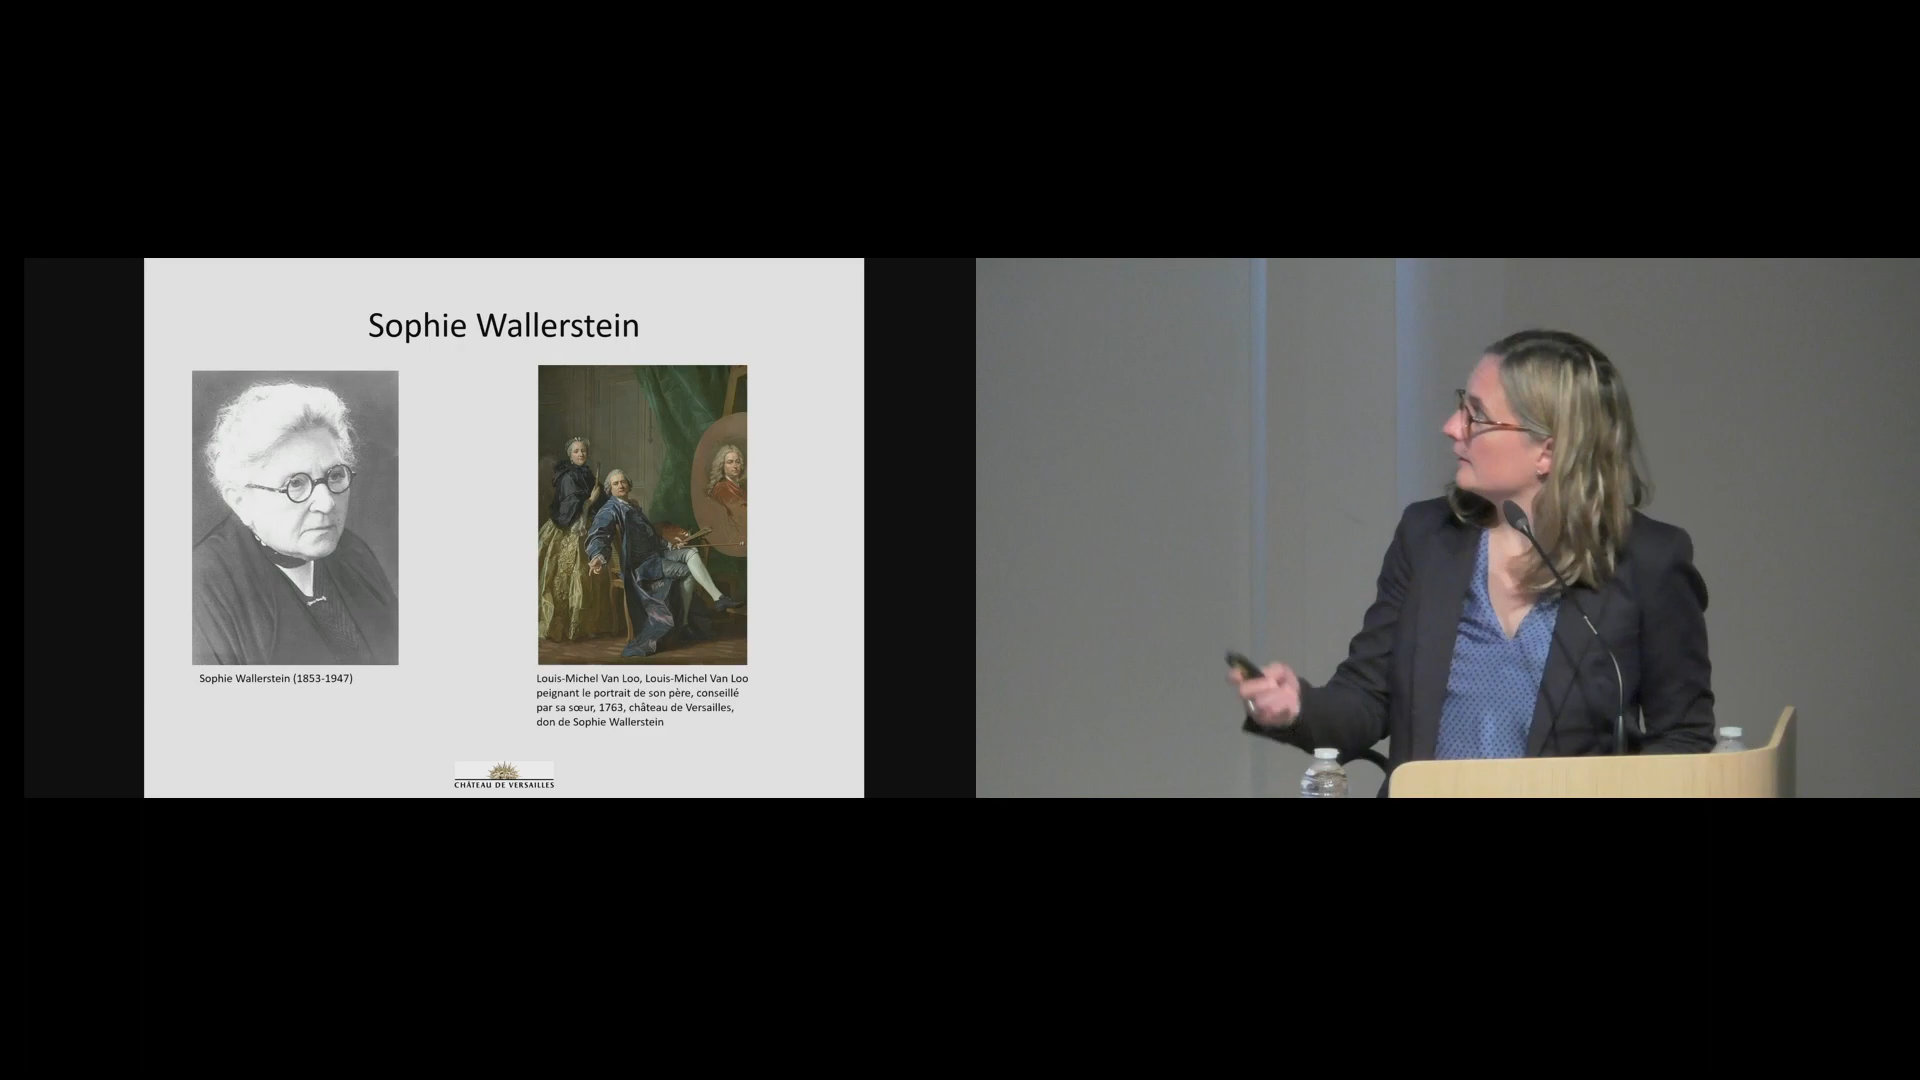 Sophie Wallerstein
Sophie Wallerstein (1853-1947)
Louis-Michel Van Loo, Louis-Michel Van Loo
peignant le portrait de son père, conseillé
par sa sœur, 1763, château de Versailles,
don de Sophie Wallerstein
CHÂTEAU DE VERSAILLES